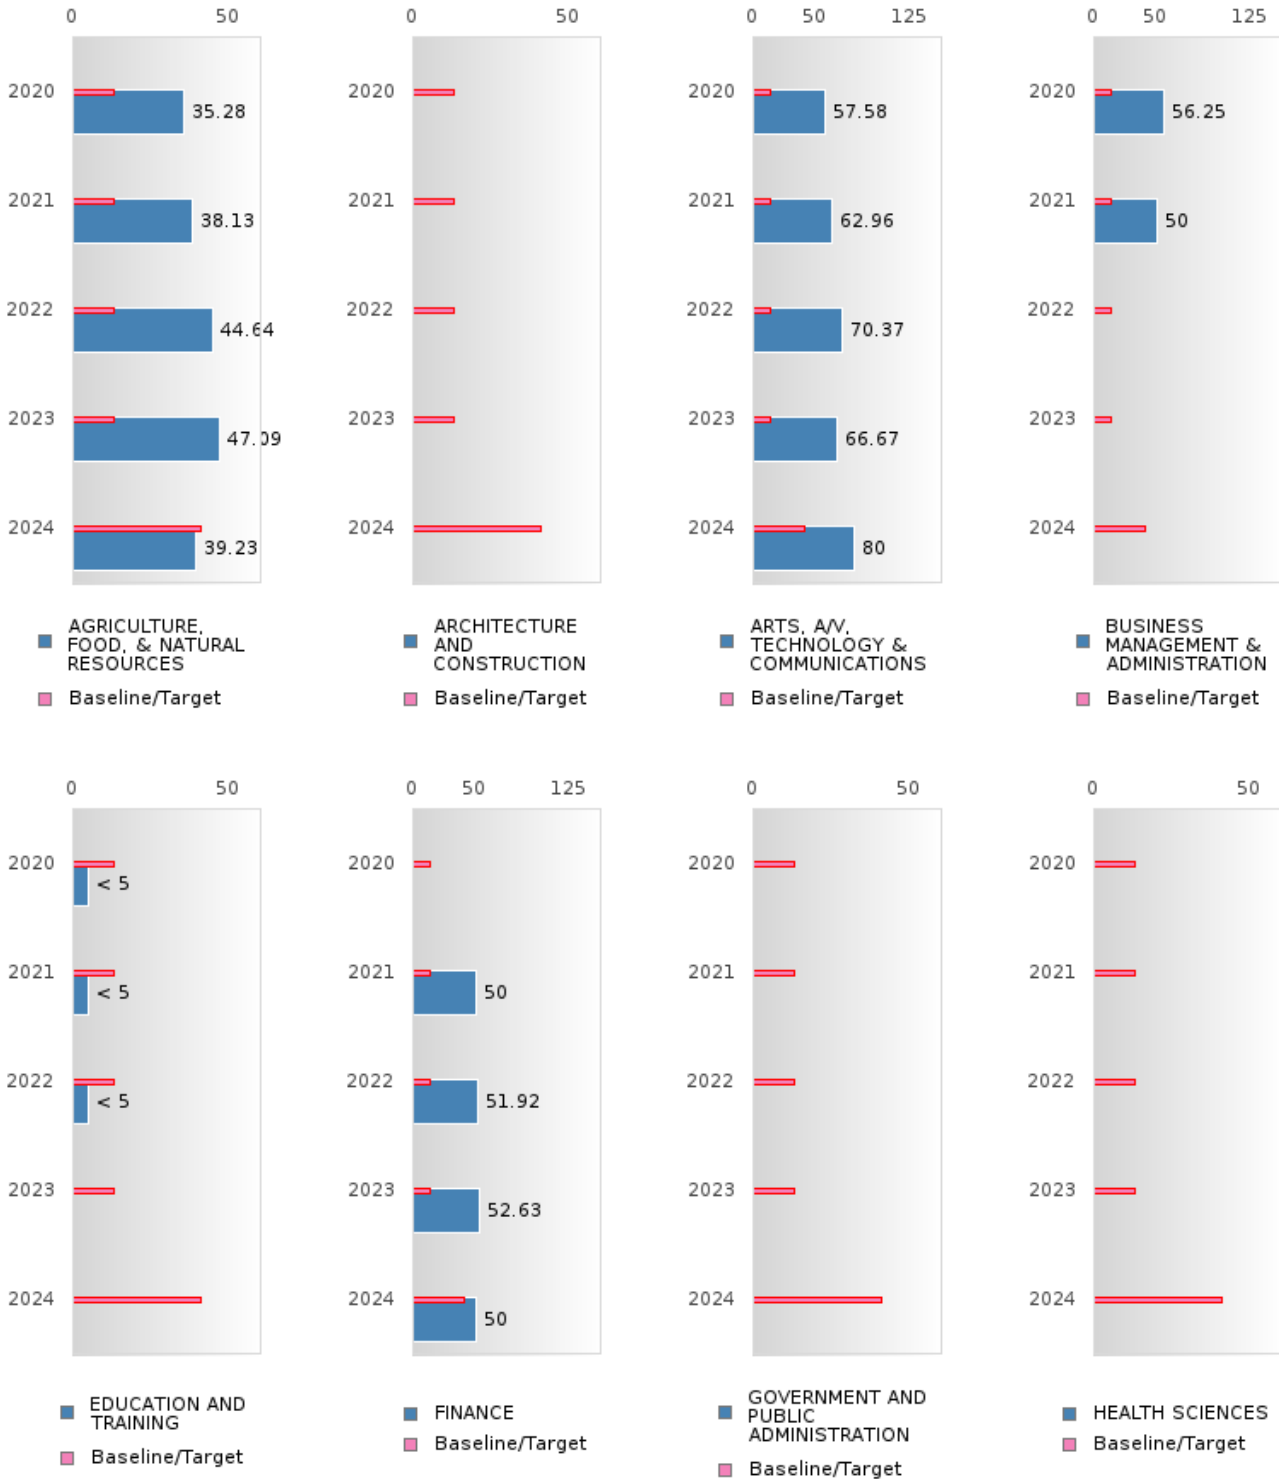 0 50
2020
35.28
2021
38.13
2022
44.64
2023
47.09
2024
39.23
AGRICULTURE,
FOOD, & NATURAL
RESOURCES
Baseline/Target
0 50
2020
2021
2022
2023
2024
ARCHITECTURE
AND
CONSTRUCTION
Baseline/Target
0 50 125
2020
57.58
2021
62.96
2022
70.37
2023
66.67
2024
80
ARTS, A/V,
TECHNOLOGY &
COMMUNICATIONS
Baseline/Target
0 50 125
2020
56.25
2021
50
2022
2023
2024
BUSINESS
MANAGEMENT &
ADMINISTRATION
Baseline/Target
0 50
2020
< 5
2021
< 5
2022
< 5
2023
2024
EDUCATION AND
TRAINING
Baseline/Target
0 50 125
2020
2021
50
2022
51.92
2023
52.63
2024
50
FINANCE
Baseline/Target
0 50
2020
2021
2022
2023
2024
GOVERNMENT AND
PUBLIC
ADMINISTRATION
Baseline/Target
0 50
2020
2021
2022
2023
2024
HEALTH SCIENCES
Baseline/Target